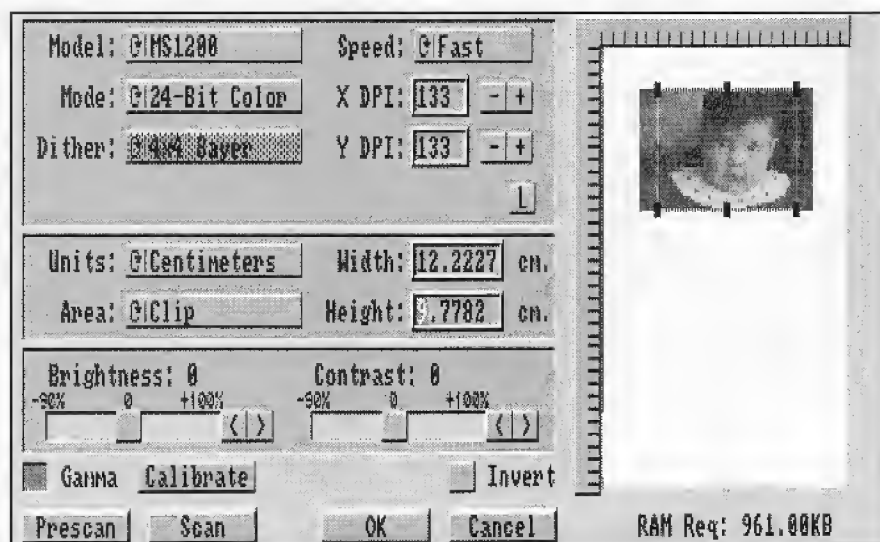 Model: MS1200 Speed: Fast
Mode: 24-Bit Color X DPI: 133 - +
Dither: 4x4 Bayer Y DPI: 133 - +
L
Units: Centimeters Width: 12.2227 cm.
Area: Clip Height: 9.7782 cm.
Brightness: 0 Contrast: 0
-90% 0 +100% -90% 0 +100%
< > < >
Gamma Calibrate Invert
Prescan Scan OK Cancel RAM Req: 961.00KB